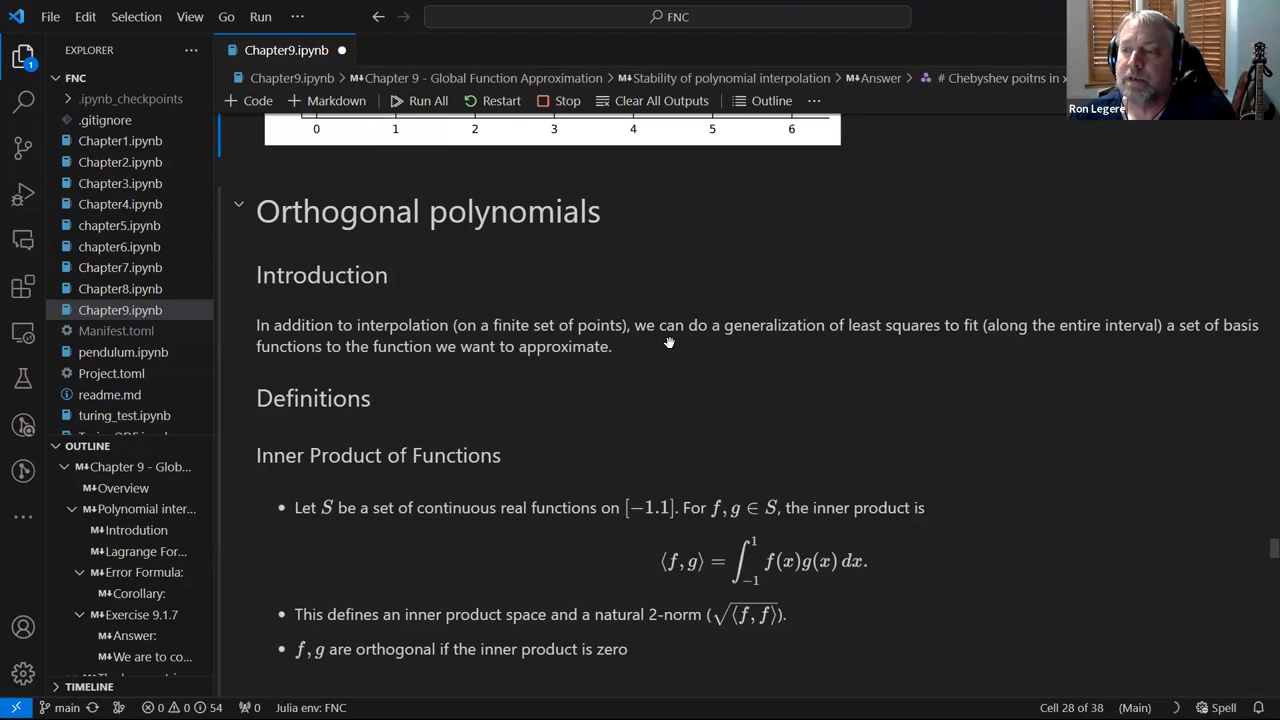 File Edit Selection View Go Run ··· FNC
EXPLORER ···
FNC
.ipynb_checkpoints
.gitignore
Chapter1.ipynb
Chapter2.ipynb
Chapter3.ipynb
Chapter4.ipynb
chapter5.ipynb
chapter6.ipynb
Chapter7.ipynb
Chapter8.ipynb
Chapter9.ipynb
Manifest.toml
pendulum.ipynb
Project.toml
readme.md
turing_test.ipynb
OUTLINE
Chapter 9 - Glob...
Overview
Polynomial inter...
Introdution
Lagrange For...
Error Formula:
Corollary:
Exercise 9.1.7
Answer:
We are to co...
TIMELINE
1
Chapter9.ipynb
Chapter9.ipynb > Chapter 9 - Global Function Approximation > Stability of polynomial interpolation > Answer > # Chebyshev poitns in x
+ Code + Markdown Run All Restart Stop Clear All Outputs Outline ···
0 1 2 3 4 5 6
Orthogonal polynomials
Introduction
In addition to interpolation (on a finite set of points), we can do a generalization of least squares to fit (along the entire interval) a set of basis
functions to the function we want to approximate.
Definitions
Inner Product of Functions
• Let S be a set of continuous real functions on [−1.1]. For f, g ∈ S, the inner product is
⟨f, g⟩ = ∫_{-1}^{1} f(x)g(x) dx.
• This defines an inner product space and a natural 2-norm (√⟨f, f⟩).
• f, g are orthogonal if the inner product is zero
Ron Legere
main 0 0 54 0 Julia env: FNC Cell 28 of 38 (Main) Spell